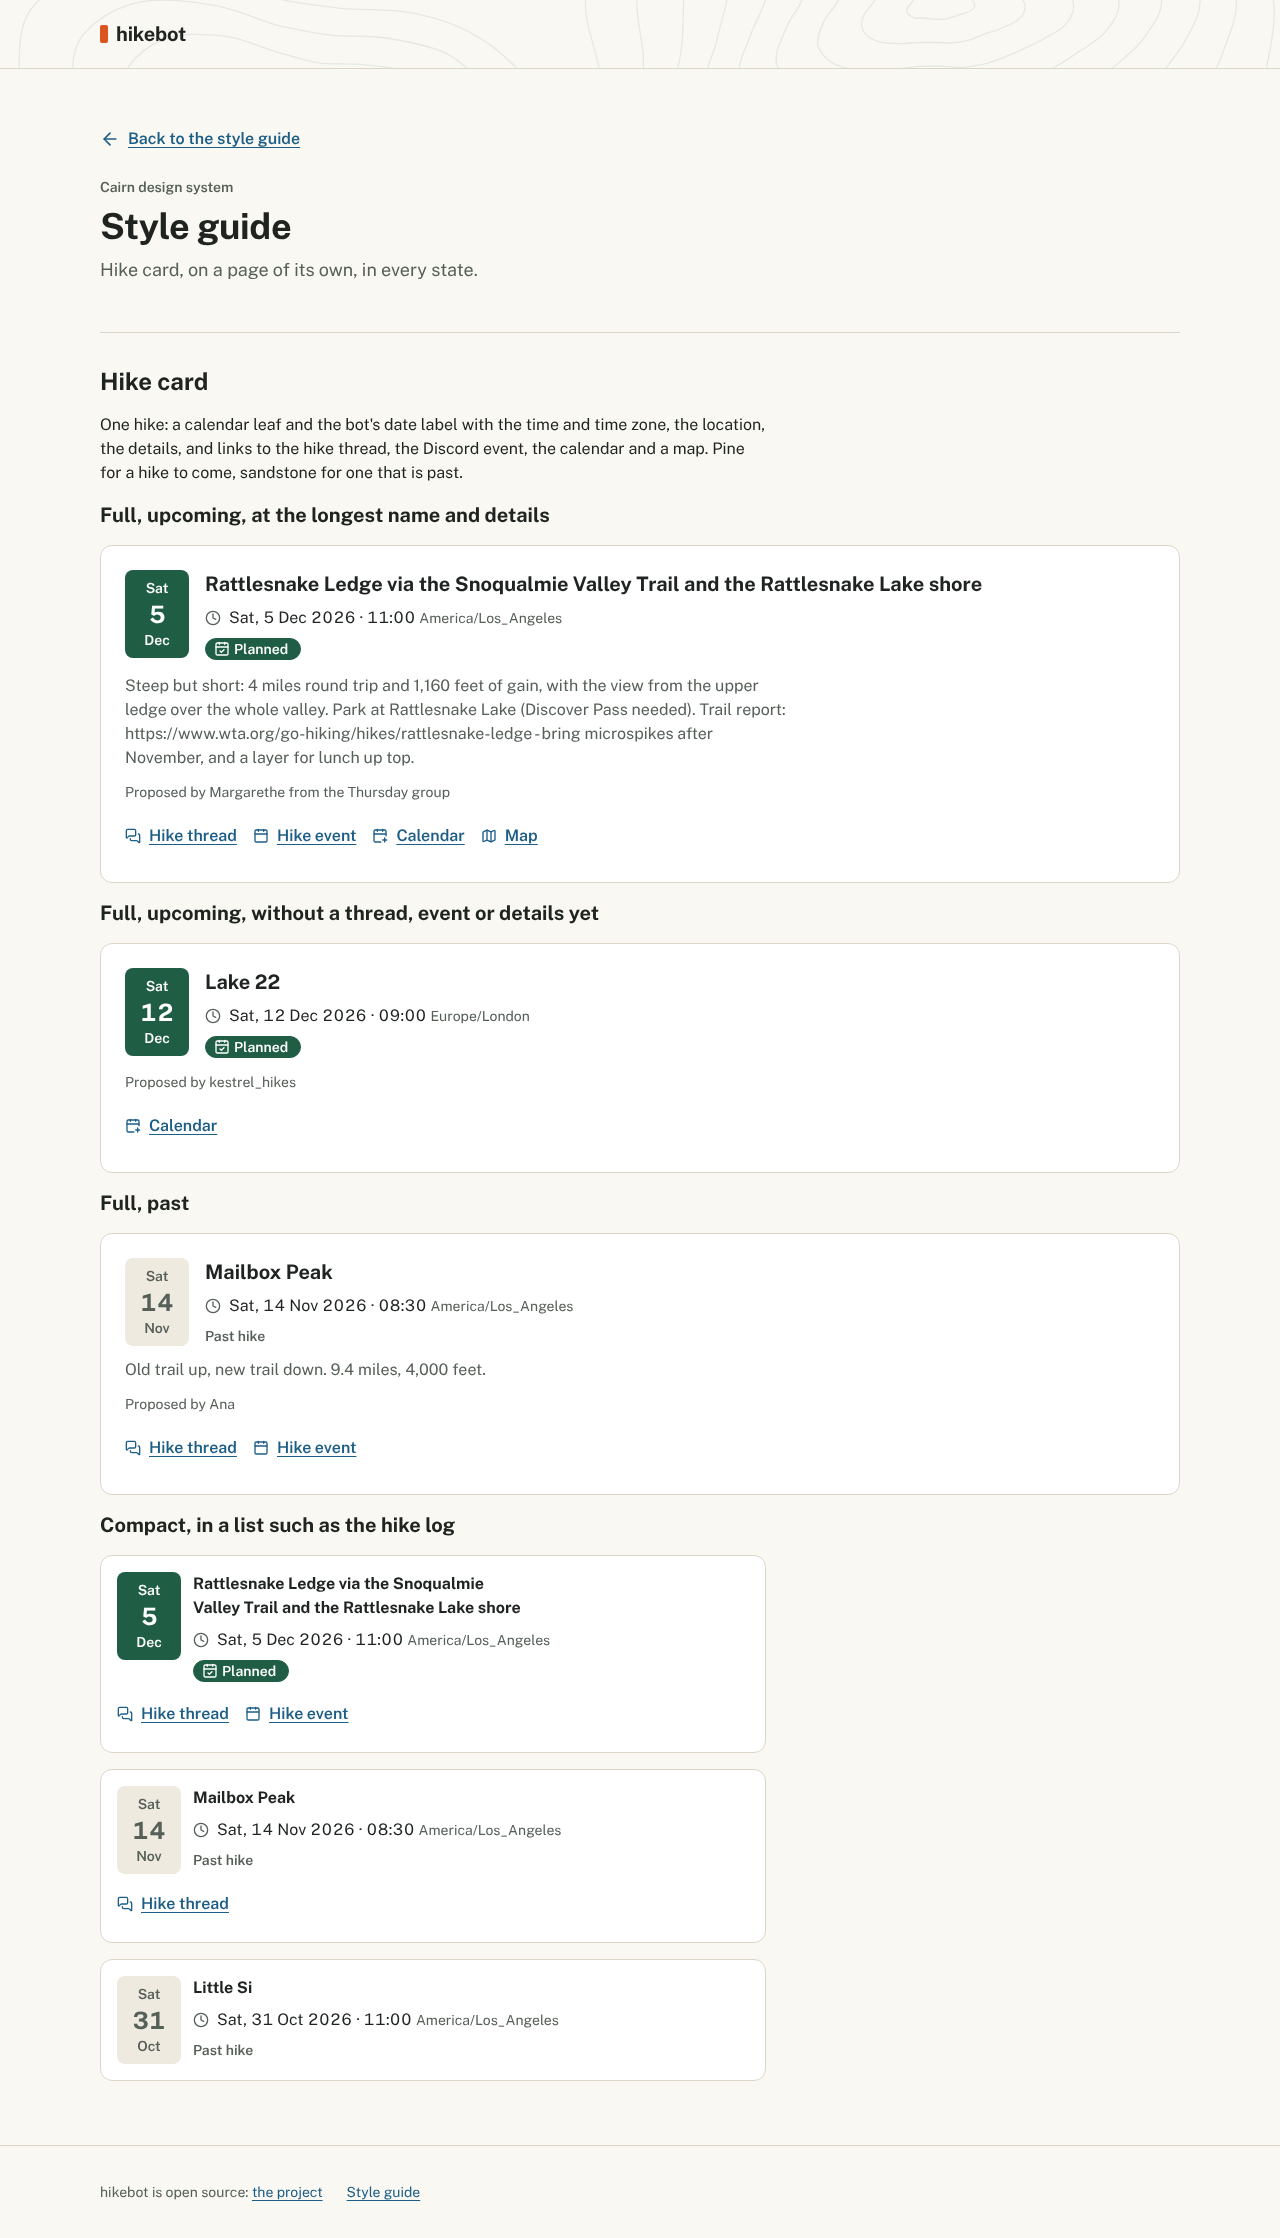 hikebot
Back to the style guide
Cairn design system
Style guide
Hike card, on a page of its own, in every state.
Hike card
One hike: a calendar leaf and the bot's date label with the time and time zone, the location,
the details, and links to the hike thread, the Discord event, the calendar and a map. Pine
for a hike to come, sandstone for one that is past.
Full, upcoming, at the longest name and details
Sat
5
Dec
Rattlesnake Ledge via the Snoqualmie Valley Trail and the Rattlesnake Lake shore
Sat, 5 Dec 2026 · 11:00 America/Los_Angeles
Planned
Steep but short: 4 miles round trip and 1,160 feet of gain, with the view from the upper
ledge over the whole valley. Park at Rattlesnake Lake (Discover Pass needed). Trail report:
https://www.wta.org/go-hiking/hikes/rattlesnake-ledge - bring microspikes after
November, and a layer for lunch up top.
Proposed by Margarethe from the Thursday group
Hike thread Hike event Calendar Map
Full, upcoming, without a thread, event or details yet
Sat
12
Dec
Lake 22
Sat, 12 Dec 2026 · 09:00 Europe/London
Planned
Proposed by kestrel_hikes
Calendar
Full, past
Sat
14
Nov
Mailbox Peak
Sat, 14 Nov 2026 · 08:30 America/Los_Angeles
Past hike
Old trail up, new trail down. 9.4 miles, 4,000 feet.
Proposed by Ana
Hike thread Hike event
Compact, in a list such as the hike log
Sat
5
Dec
Rattlesnake Ledge via the Snoqualmie
Valley Trail and the Rattlesnake Lake shore
Sat, 5 Dec 2026 · 11:00 America/Los_Angeles
Planned
Hike thread Hike event
Sat
14
Nov
Mailbox Peak
Sat, 14 Nov 2026 · 08:30 America/Los_Angeles
Past hike
Hike thread
Sat
31
Oct
Little Si
Sat, 31 Oct 2026 · 11:00 America/Los_Angeles
Past hike
hikebot is open source: the project Style guide